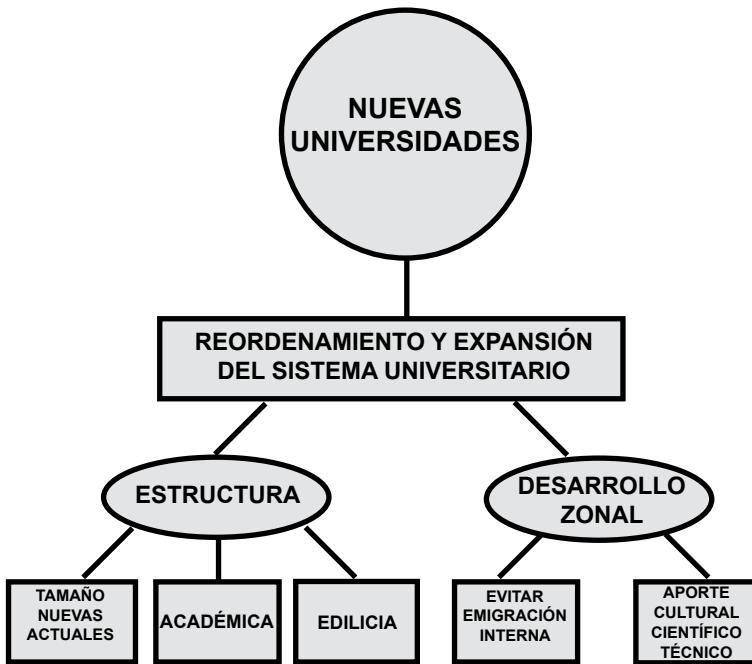 NUEVAS
UNIVERSIDADES
REORDENAMIENTO Y EXPANSIÓN
DEL SISTEMA UNIVERSITARIO
ESTRUCTURA
DESARROLLO
ZONAL
TAMAÑO
NUEVAS
ACTUALES
ACADÉMICA
EDILICIA
EVITAR
EMIGRACIÓN
INTERNA
APORTE
CULTURAL
CIENTÍFICO
TÉCNICO